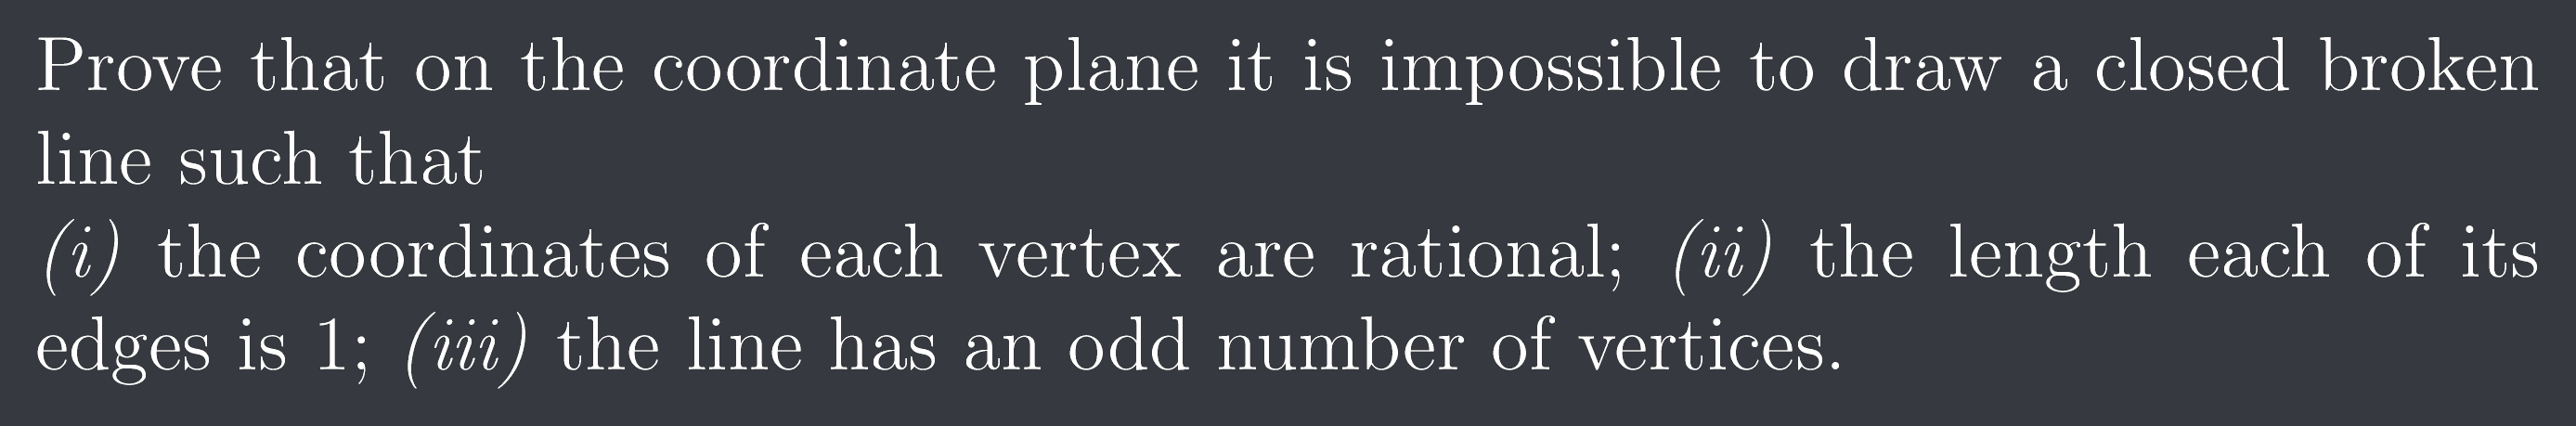 Prove that on the coordinate plane it is impossible to draw a closed broken
line such that
(i) the coordinates of each vertex are rational; (ii) the length each of its
edges is 1; (iii) the line has an odd number of vertices.